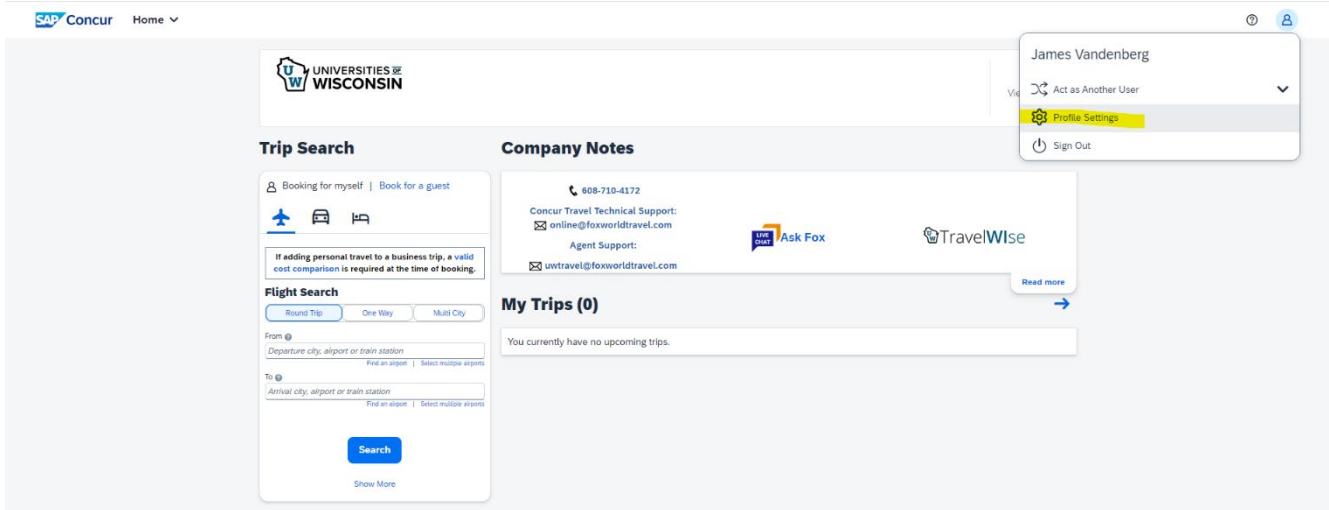 SAP Concur Home
James Vandenberg
Act as Another User
Profile Settings
Sign Out
UNIVERSITIES OF
WISCONSIN
Vie
Trip Search
Booking for myself | Book for a guest
If adding personal travel to a business trip, a valid
cost comparison is required at the time of booking.
Flight Search
Round Trip One Way Multi City
From
Departure city, airport or train station
Find an airport | Select multiple airports
To
Arrival city, airport or train station
Find an airport | Select multiple airports
Search
Show More
Company Notes
608-710-4172
Concur Travel Technical Support:
online@foxworldtravel.com
Agent Support:
uwtravel@foxworldtravel.com
LIVE
CHAT
Ask Fox
UW TravelWIse
Read more
My Trips (0)
You currently have no upcoming trips.